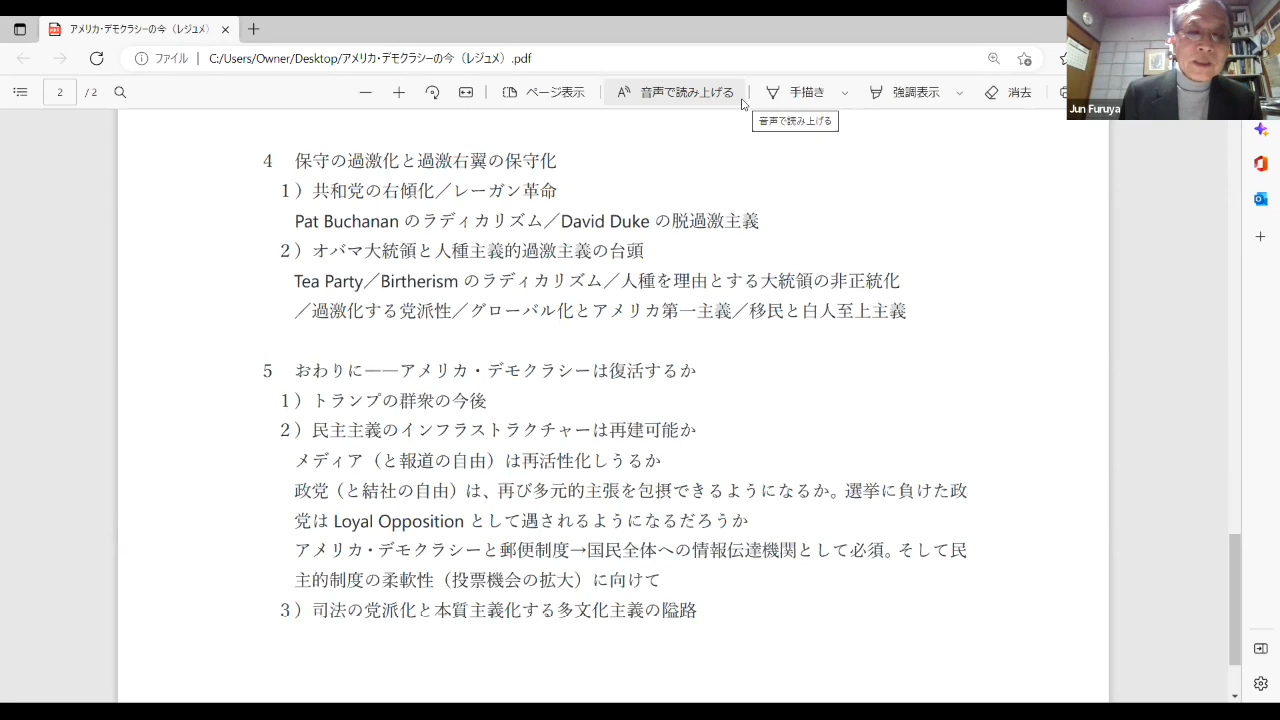 アメリカ・デモクラシーの今（レジュメ）
ファイル C:/Users/Owner/Desktop/アメリカ・デモクラシーの今（レジュメ）.pdf
2 / 2 ページ表示 音声で読み上げる 手描き 強調表示 消去
Jun Furuya
音声で読み上げる
4 保守の過激化と過激右翼の保守化
１）共和党の右傾化／レーガン革命
Pat Buchanan のラディカリズム／David Duke の脱過激主義
２）オバマ大統領と人種主義的過激主義の台頭
Tea Party／Birtherism のラディカリズム／人種を理由とする大統領の非正統化
／過激化する党派性／グローバル化とアメリカ第一主義／移民と白人至上主義
5 おわりに――アメリカ・デモクラシーは復活するか
１）トランプの群衆の今後
２）民主主義のインフラストラクチャーは再建可能か
メディア（と報道の自由）は再活性化しうるか
政党（と結社の自由）は、再び多元的主張を包摂できるようになるか。選挙に負けた政
党は Loyal Opposition として遇されるようになるだろうか
アメリカ・デモクラシーと郵便制度→国民全体への情報伝達機関として必須。そして民
主的制度の柔軟性（投票機会の拡大）に向けて
３）司法の党派化と本質主義化する多文化主義の隘路